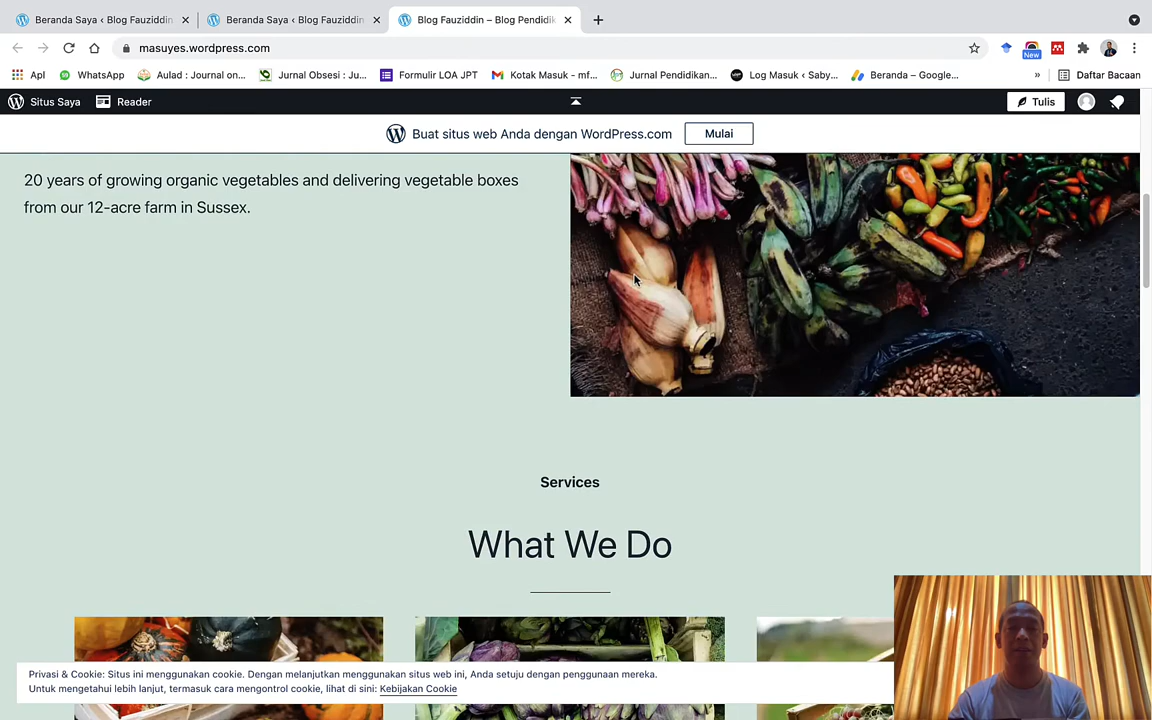 Beranda Saya ‹ Blog Fauziddin
Beranda Saya ‹ Blog Fauziddin
Blog Fauziddin – Blog Pendidik
masuyes.wordpress.com
New
Apl
WhatsApp
Aulad : Journal on...
Jurnal Obsesi : Ju...
Formulir LOA JPT
Kotak Masuk - mf...
Jurnal Pendidikan...
Log Masuk ‹ Saby...
Beranda – Google...
»
Daftar Bacaan
Situs Saya
Reader
Tulis
Buat situs web Anda dengan WordPress.com
Mulai
20 years of growing organic vegetables and delivering vegetable boxes
from our 12-acre farm in Sussex.
Services
What We Do
Privasi & Cookie: Situs ini menggunakan cookie. Dengan melanjutkan menggunakan situs web ini, Anda setuju dengan penggunaan mereka.
Untuk mengetahui lebih lanjut, termasuk cara mengontrol cookie, lihat di sini: Kebijakan Cookie